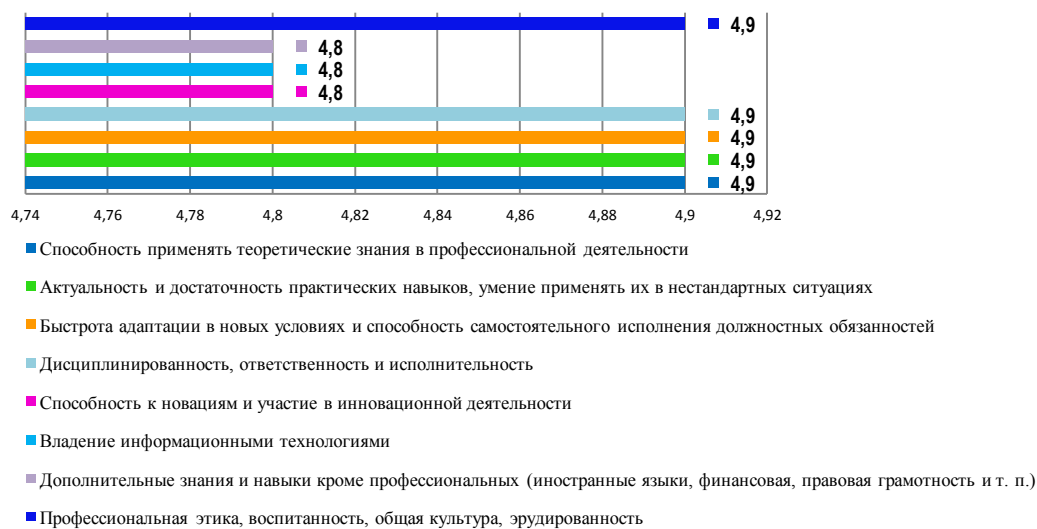 4,9
4,8
4,8
4,8
4,9
4,9
4,9
4,9
4,74 4,76 4,78 4,8 4,82 4,84 4,86 4,88 4,9 4,92
Способность применять теоретические знания в профессиональной деятельности
Актуальность и достаточность практических навыков, умение применять их в нестандартных ситуациях
Быстрота адаптации в новых условиях и способность самостоятельного исполнения должностных обязанностей
Дисциплинированность, ответственность и исполнительность
Способность к новациям и участие в инновационной деятельности
Владение информационными технологиями
Дополнительные знания и навыки кроме профессиональных (иностранные языки, финансовая, правовая грамотность и т. п.)
Профессиональная этика, воспитанность, общая культура, эрудированность